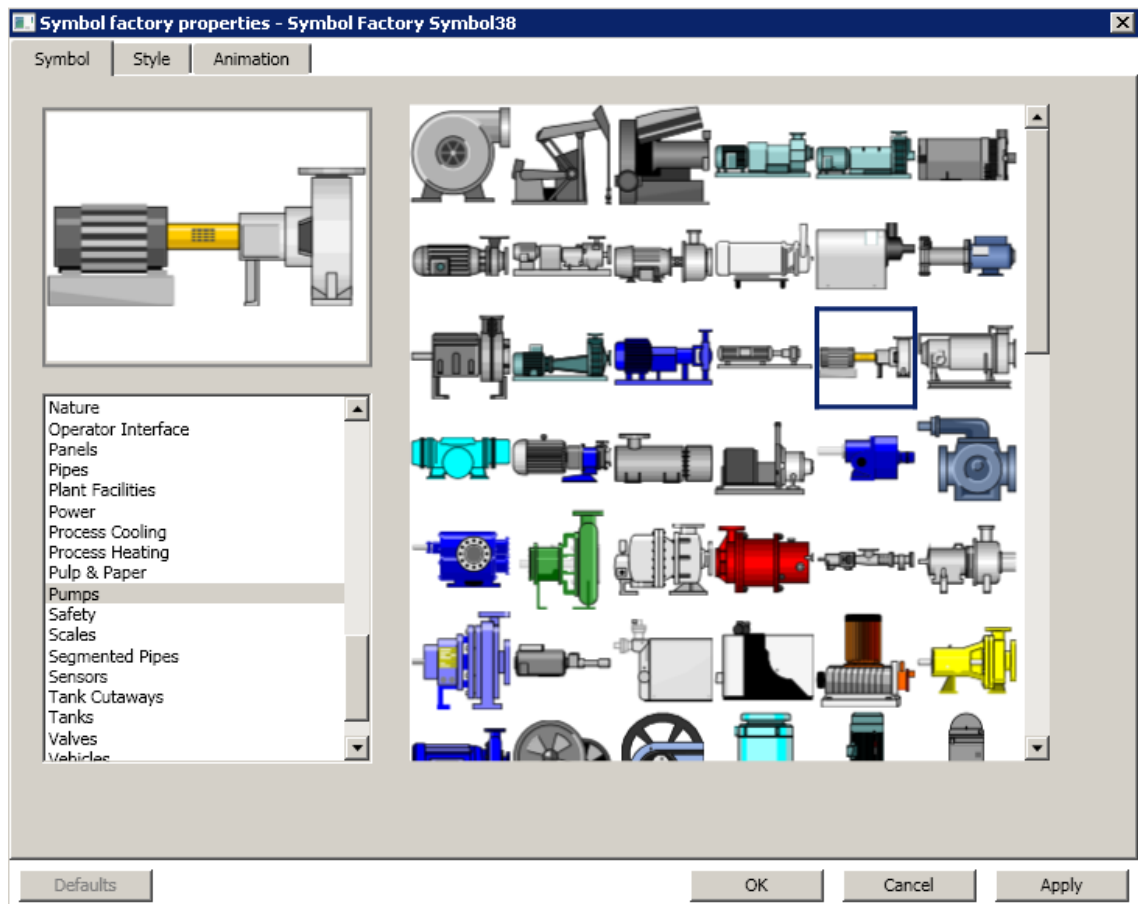 Symbol factory properties - Symbol Factory Symbol38
Symbol Style Animation
Nature
Operator Interface
Panels
Pipes
Plant Facilities
Power
Process Cooling
Process Heating
Pulp & Paper
Pumps
Safety
Scales
Segmented Pipes
Sensors
Tank Cutaways
Tanks
Valves
Vehicles
Defaults OK Cancel Apply